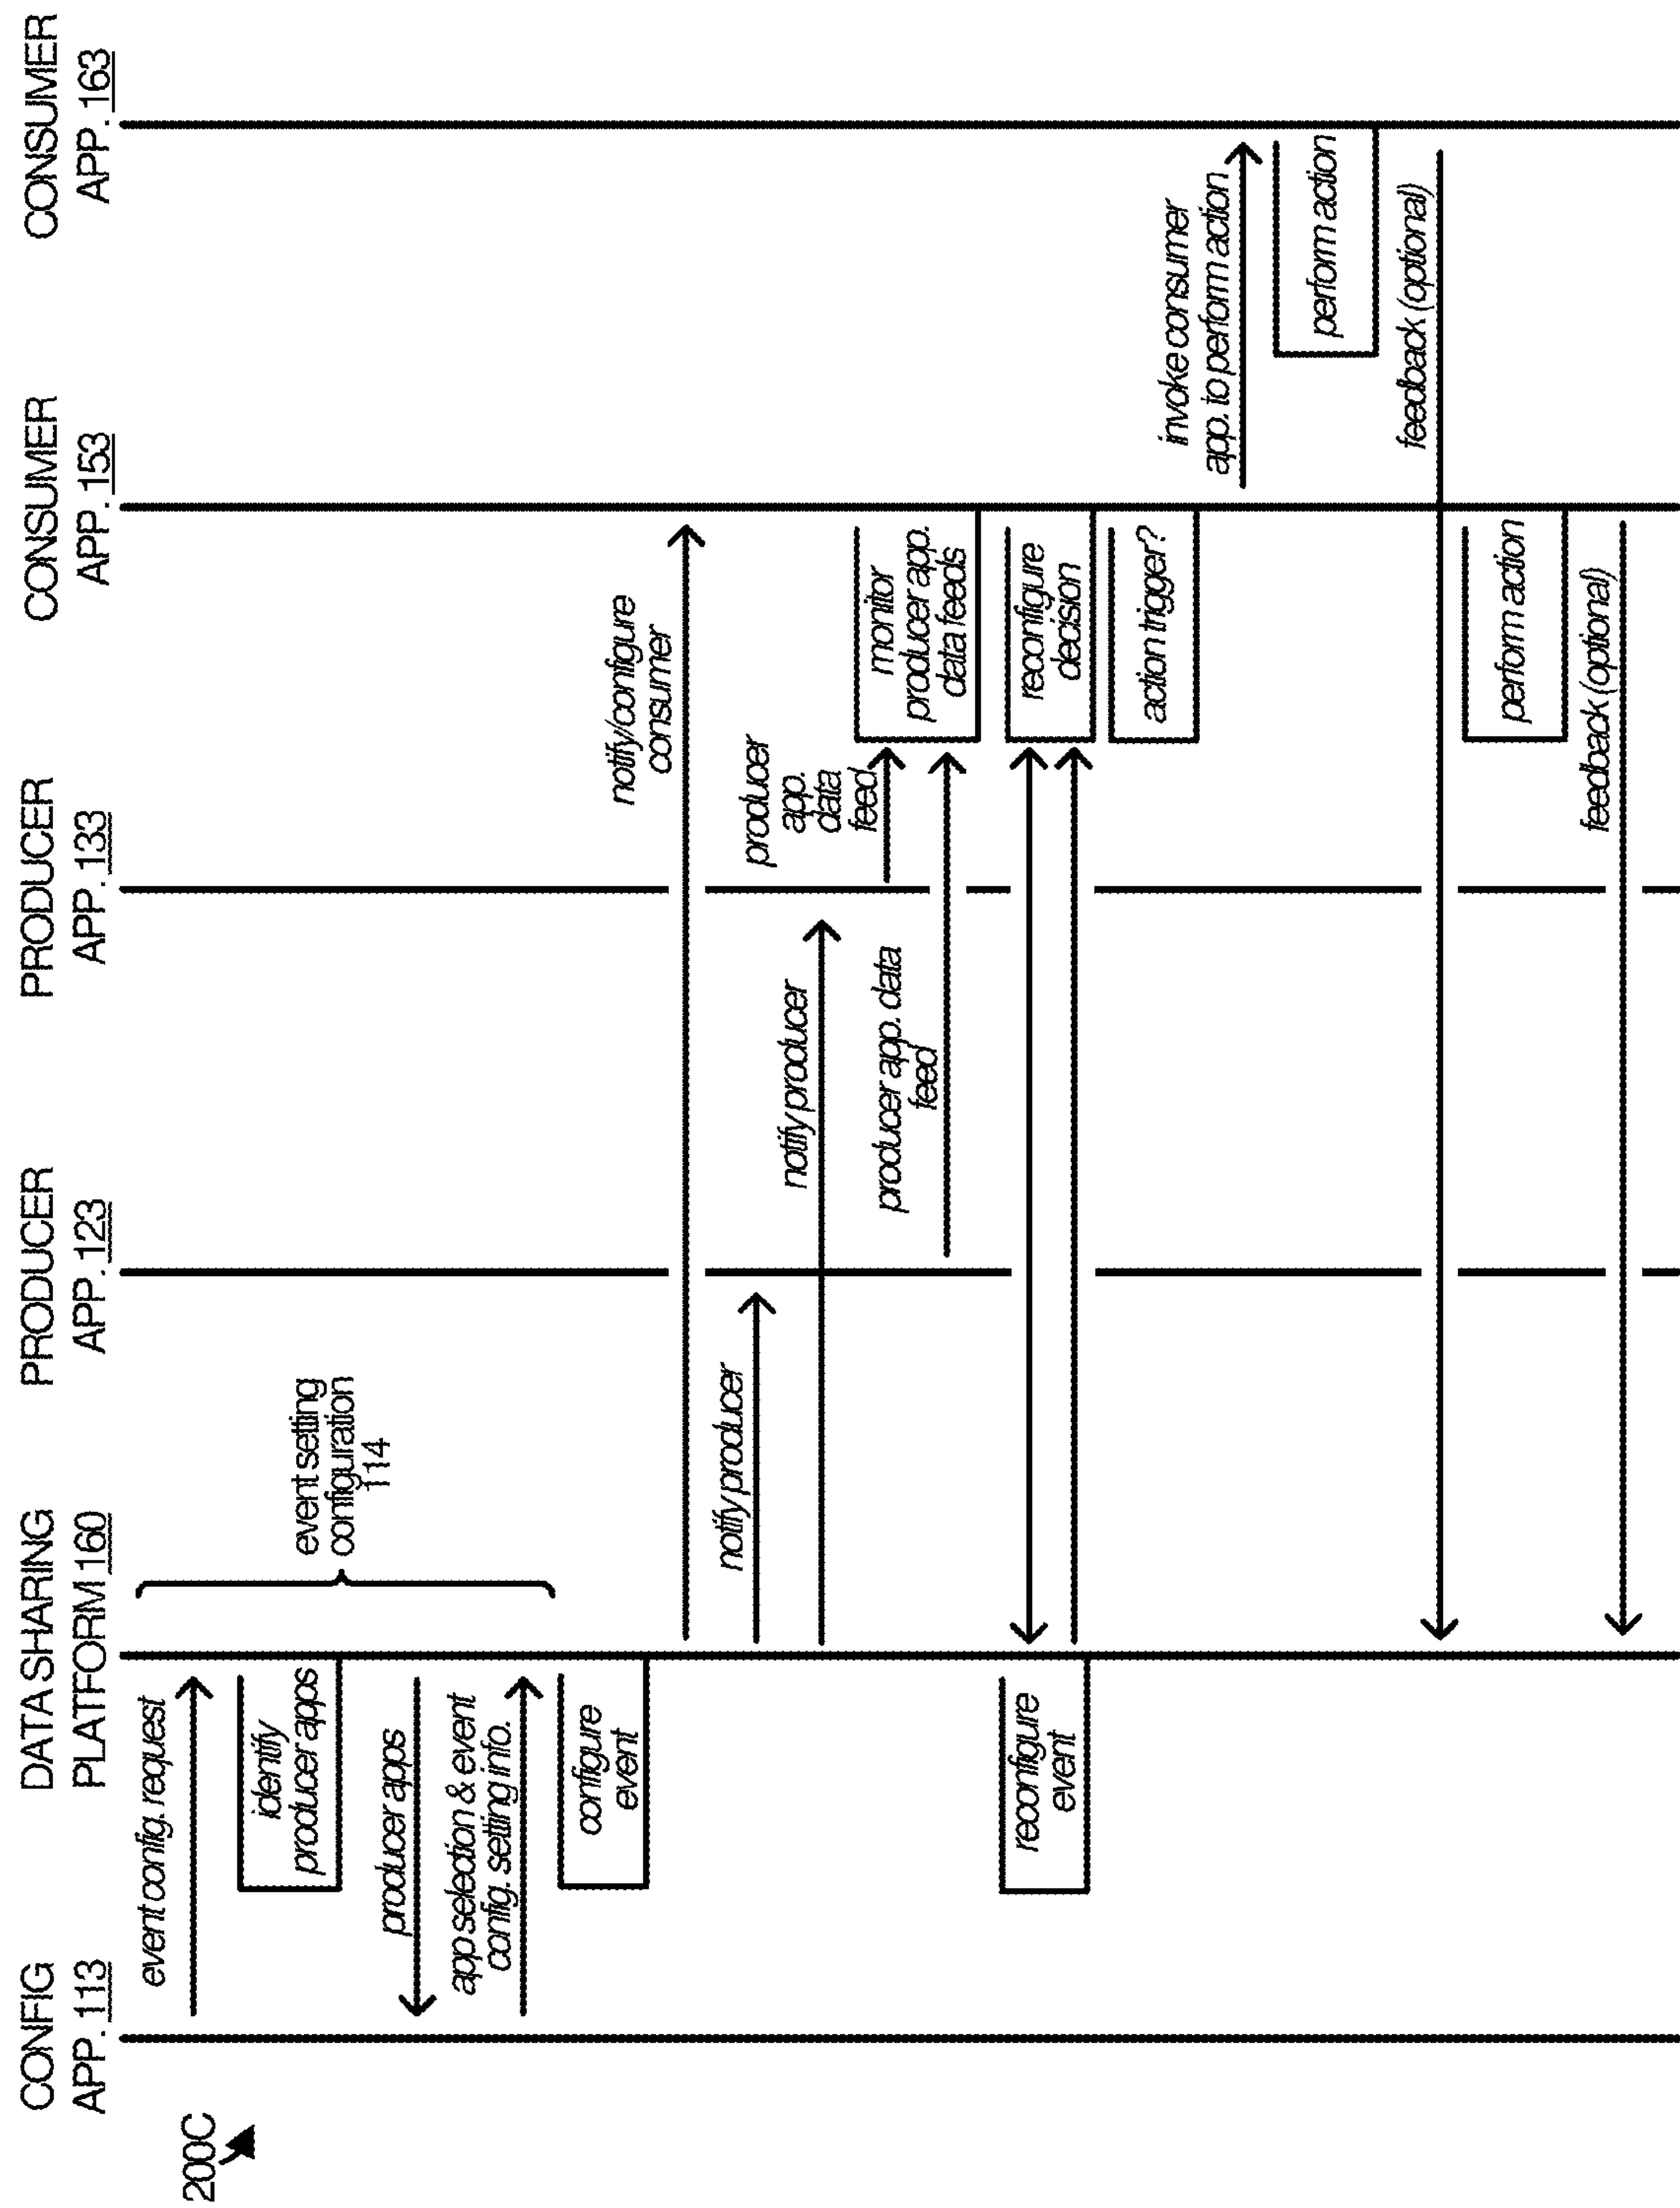 200C
CONFIG
APP. 113
DATA SHARING
PLATFORM 160
PRODUCER
APP. 123
PRODUCER
APP. 133
CONSUMER
APP. 153
CONSUMER
APP. 163
event config. request
identify
producer apps
event setting
configuration
114
producer apps
app selection & event
config. setting info.
configure
event
notify/configure
consumer
notify producer
notify producer
producer
app.
data
feed
producer app. data
feed
monitor
producer app.
data feeds
reconfigure
event
reconfigure
decision
action trigger?
invoke consumer
app. to perform action
perform action
feedback (optional)
perform action
feedback (optional)